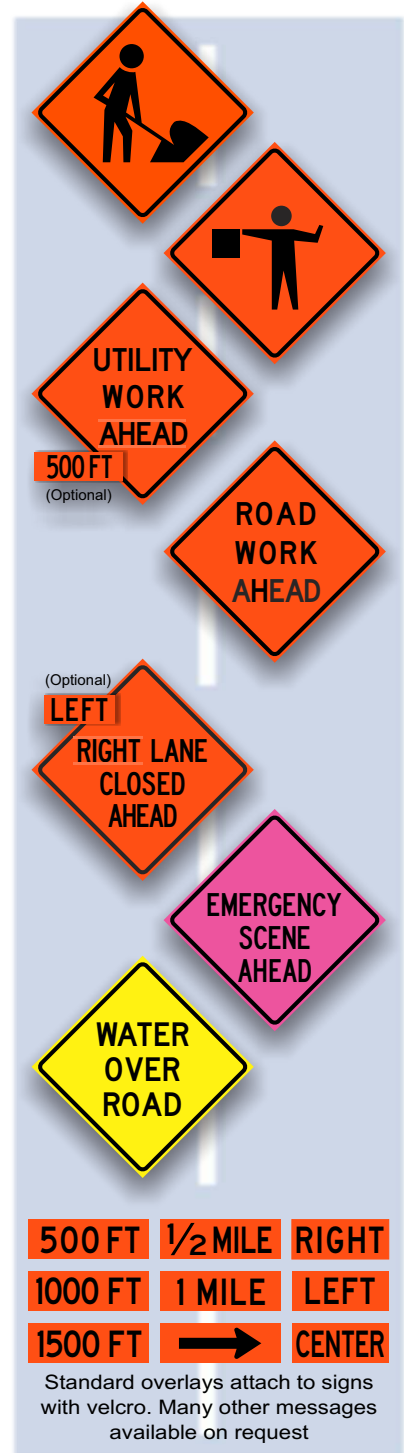 UTILITY
WORK
AHEAD
500 FT
(Optional)
ROAD
WORK
AHEAD
(Optional)
LEFT
RIGHT LANE
CLOSED
AHEAD
EMERGENCY
SCENE
AHEAD
WATER
OVER
ROAD
500 FT 1/2 MILE RIGHT
1000 FT 1 MILE LEFT
1500 FT CENTER
Standard overlays attach to signs
with velcro. Many other messages
available on request